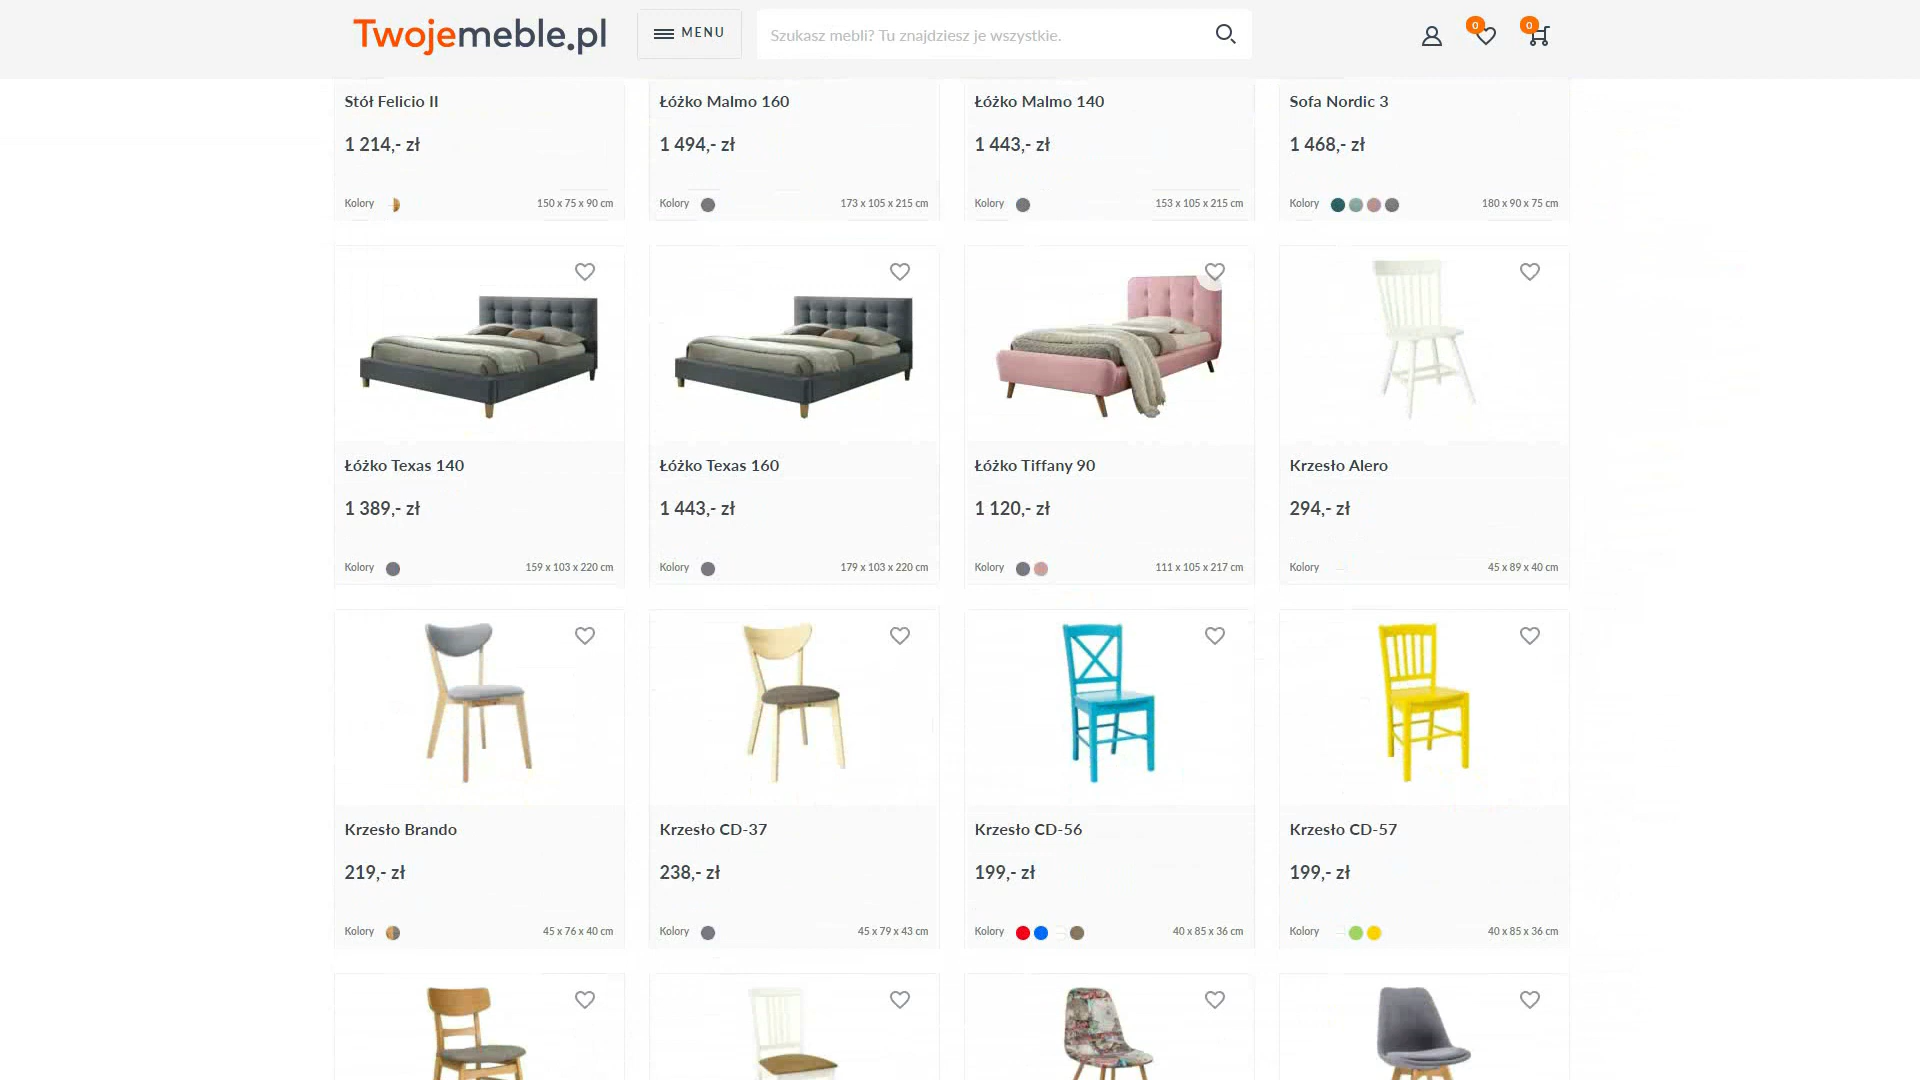 Twojemeble.pl
MENU
Szukasz mebli? Tu znajdziesz je wszystkie.
0
0
Stół Felicio II
1 214,- zł
Kolory
150 x 75 x 90 cm
Łóżko Malmo 160
1 494,- zł
Kolory
173 x 105 x 215 cm
Łóżko Malmo 140
1 443,- zł
Kolory
153 x 105 x 215 cm
Sofa Nordic 3
1 468,- zł
Kolory
180 x 90 x 75 cm
Łóżko Texas 140
1 389,- zł
Kolory
159 x 103 x 220 cm
Łóżko Texas 160
1 443,- zł
Kolory
179 x 103 x 220 cm
Łóżko Tiffany 90
1 120,- zł
Kolory
111 x 105 x 217 cm
Krzesło Alero
294,- zł
Kolory
45 x 89 x 40 cm
Krzesło Brando
219,- zł
Kolory
45 x 76 x 40 cm
Krzesło CD-37
238,- zł
Kolory
45 x 79 x 43 cm
Krzesło CD-56
199,- zł
Kolory
40 x 85 x 36 cm
Krzesło CD-57
199,- zł
Kolory
40 x 85 x 36 cm